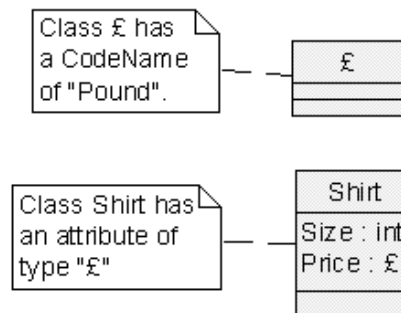 Class £ has
a CodeName
of "Pound".
£
Class Shirt has
an attribute of
type "£"
Shirt
Size : int
Price : £